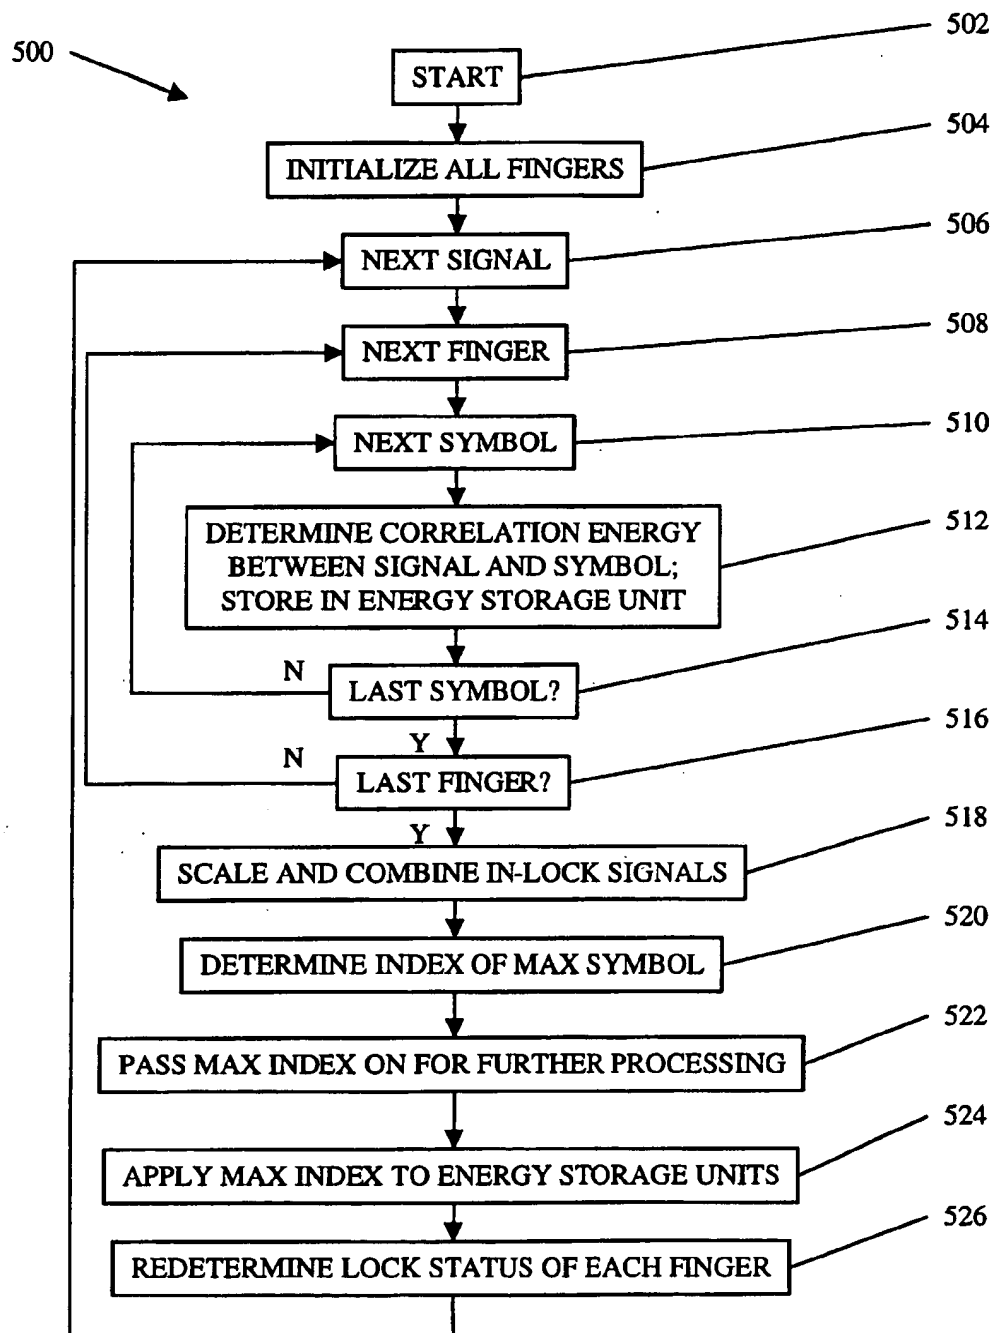 500
502
START
504
INITIALIZE ALL FINGERS
506
NEXT SIGNAL
508
NEXT FINGER
510
NEXT SYMBOL
512
DETERMINE CORRELATION ENERGY
BETWEEN SIGNAL AND SYMBOL;
STORE IN ENERGY STORAGE UNIT
514
N
LAST SYMBOL?
516
Y
N
LAST FINGER?
518
Y
SCALE AND COMBINE IN-LOCK SIGNALS
520
DETERMINE INDEX OF MAX SYMBOL
522
PASS MAX INDEX ON FOR FURTHER PROCESSING
524
APPLY MAX INDEX TO ENERGY STORAGE UNITS
526
REDETERMINE LOCK STATUS OF EACH FINGER